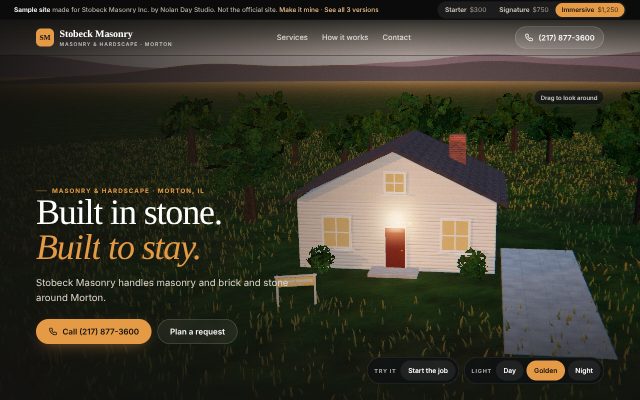 Sample site made for Stobeck Masonry Inc. by Nolan Day Studio. Not the official site. Make it mine · See all 3 versions
Starter $300 Signature $750 Immersive $1,250
SM Stobeck Masonry
MASONRY & HARDSCAPE · MORTON
Services How it works Contact
(217) 877-3600
Drag to look around
MASONRY & HARDSCAPE · MORTON, IL
Built in stone.
Built to stay.
Stobeck Masonry handles masonry and brick and stone
around Morton.
Call (217) 877-3600 Plan a request
TRY IT Start the job LIGHT Day Golden Night